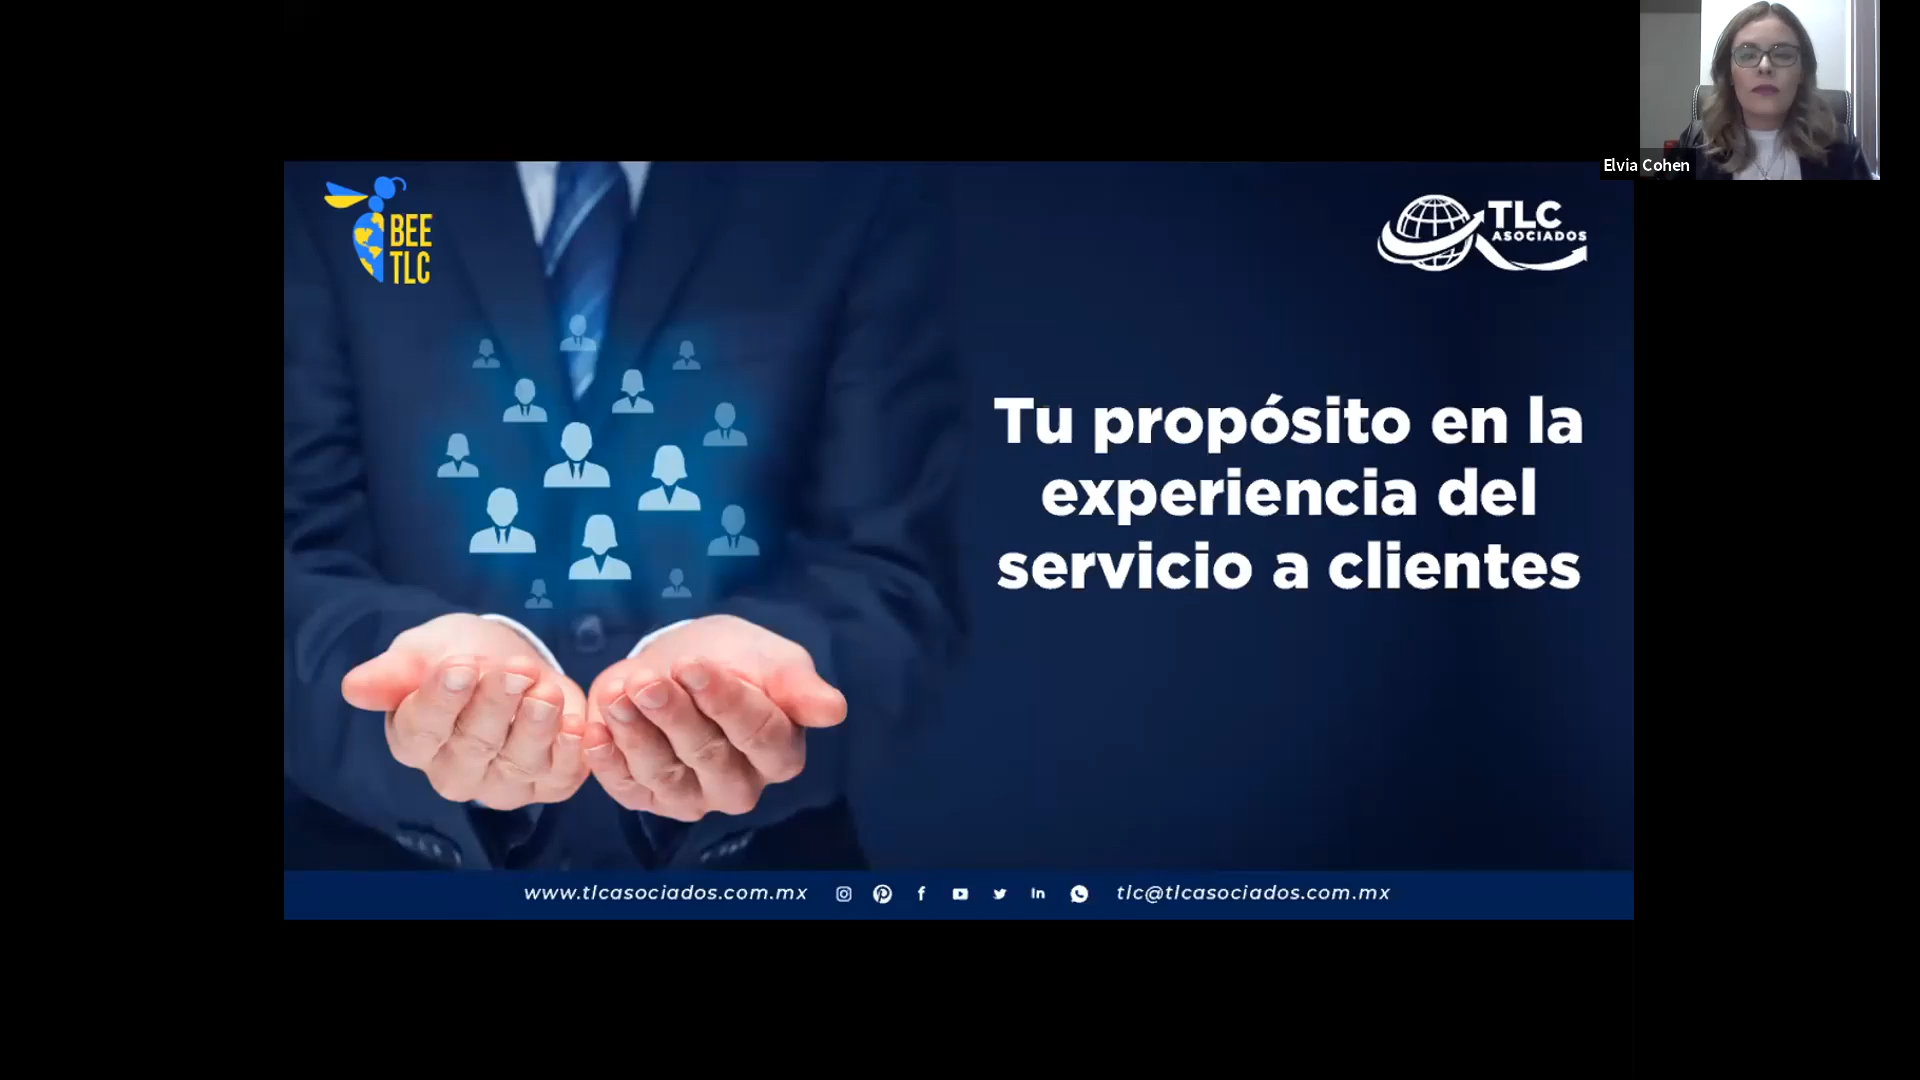 Elvia Cohen
BEE
TLC
TLC
ASOCIADOS
Tu propósito en la
experiencia del
servicio a clientes
www.tlcasociados.com.mx
tlc@tlcasociados.com.mx